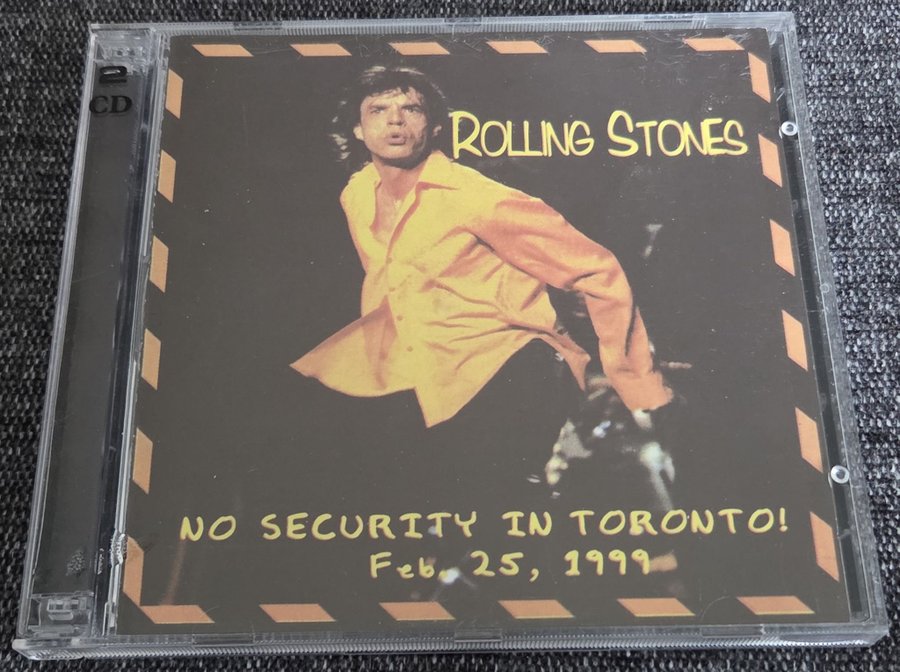 2
CD
ROLLING STONES
NO SECURITY IN TORONTO!
Feb. 25, 1999